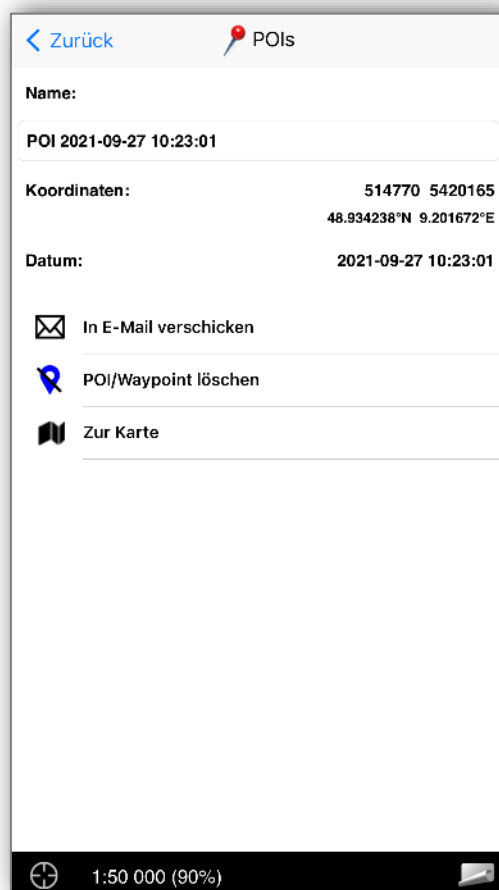 Zurück POIs
Name:
POI 2021-09-27 10:23:01
Koordinaten: 514770 5420165
48.934238°N 9.201672°E
Datum: 2021-09-27 10:23:01
In E-Mail verschicken
POI/Waypoint löschen
Zur Karte
1:50 000 (90%)